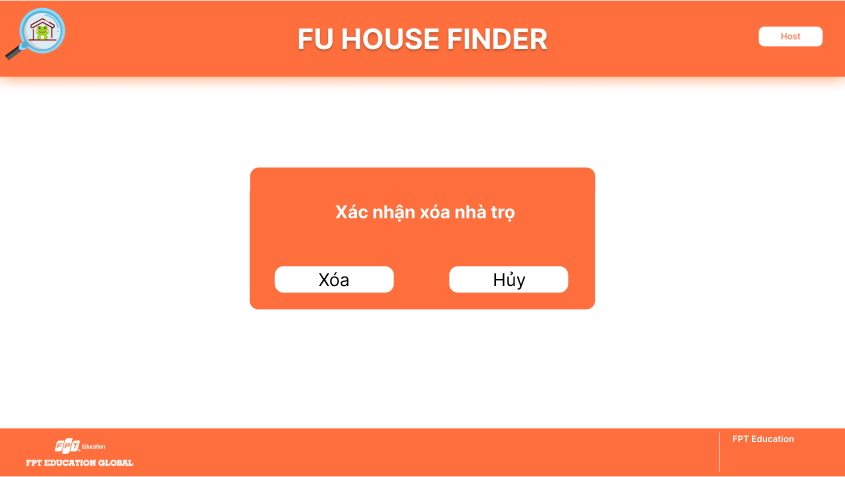 FU HOUSE FINDER
Host
Xác nhận xóa nhà trọ
Xóa
Hủy
FPT Education
FPT EDUCATION GLOBAL
FPT Education